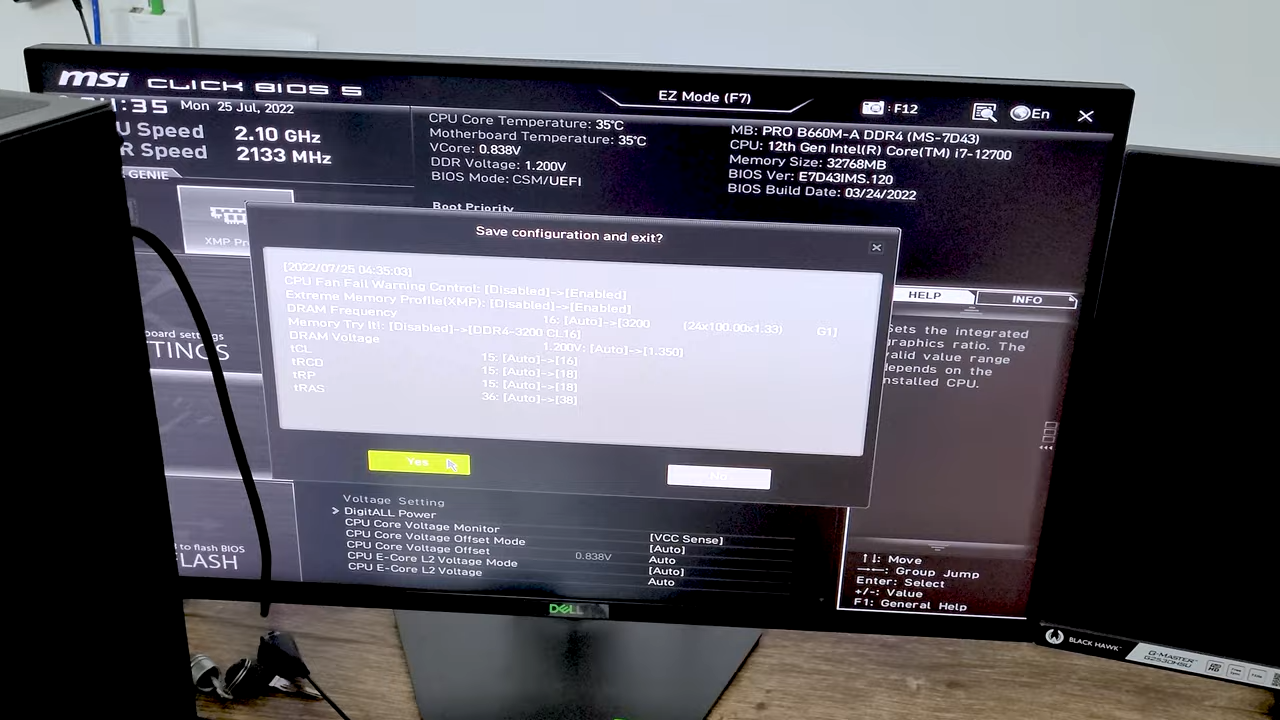 msi CLICK BIOS 5
EZ Mode (F7)
: F12
En
:35 Mon 25 Jul, 2022
U Speed 2.10 GHz
R Speed 2133 MHz
GENIE
XMP Pr
CPU Core Temperature: 35°C
Motherboard Temperature: 35°C
VCore: 0.838V
DDR Voltage: 1.200V
BIOS Mode: CSM/UEFI
MB: PRO B660M-A DDR4 (MS-7D43)
CPU: 12th Gen Intel(R) Core(TM) i7-12700
Memory Size: 32768MB
BIOS Ver: E7D43IMS.120
BIOS Build Date: 03/24/2022
Boot Priority
Save configuration and exit?
[2022/07/25 04:35:03]
CPU Fan Fail Warning Control: [Disabled]->[Enabled]
Extreme Memory Profile(XMP): [Disabled]->[Enabled]
DRAM Frequency 16: [Auto]->[3200 (24x100.00x1.33) G1]
Memory Try It!: [Disabled]->[DDR4-3200 CL16]
DRAM Voltage 1.200V: [Auto]->[1.350]
tCL 15: [Auto]->[16]
tRCD 15: [Auto]->[18]
tRP 15: [Auto]->[18]
tRAS 36: [Auto]->[38]
Yes
No
HELP
INFO
Sets the integrated
graphics ratio. The
valid value range
depends on the
installed CPU.
board settings
TINGS
d to flash BIOS
LASH
Voltage Setting
> DigitALL Power
CPU Core Voltage Monitor [VCC Sense]
CPU Core Voltage Offset Mode [Auto]
CPU Core Voltage Offset Auto
CPU E-Core L2 Voltage Mode 0.838V [Auto]
CPU E-Core L2 Voltage Auto
: Move
: Group Jump
Enter: Select
+/-: Value
F1: General Help
DELL
BLACK HAWK
G-MASTER
G2530HSU